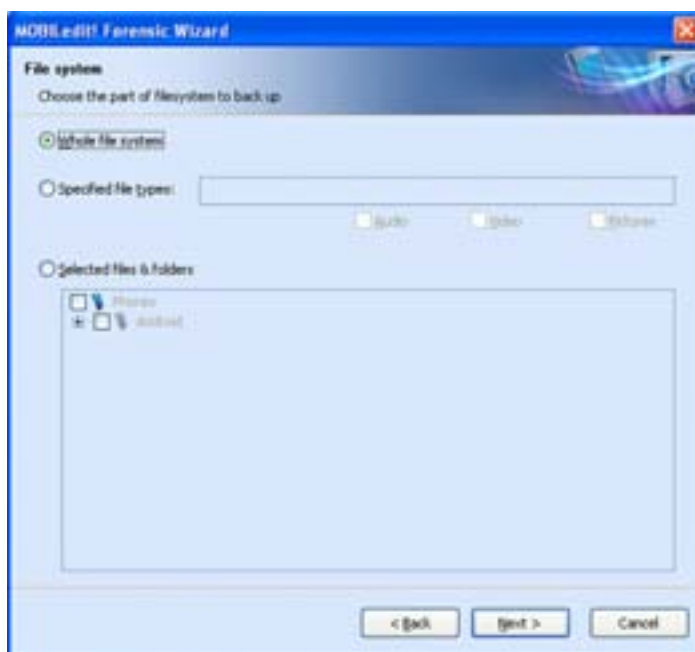 MOBILedit! Forensic Wizard
File system
Choose the part of filesystem to back up
Whole file system
Specified file types:
Audio Video Pictures
Selected files & folders
Phones
Android
< Back Next > Cancel